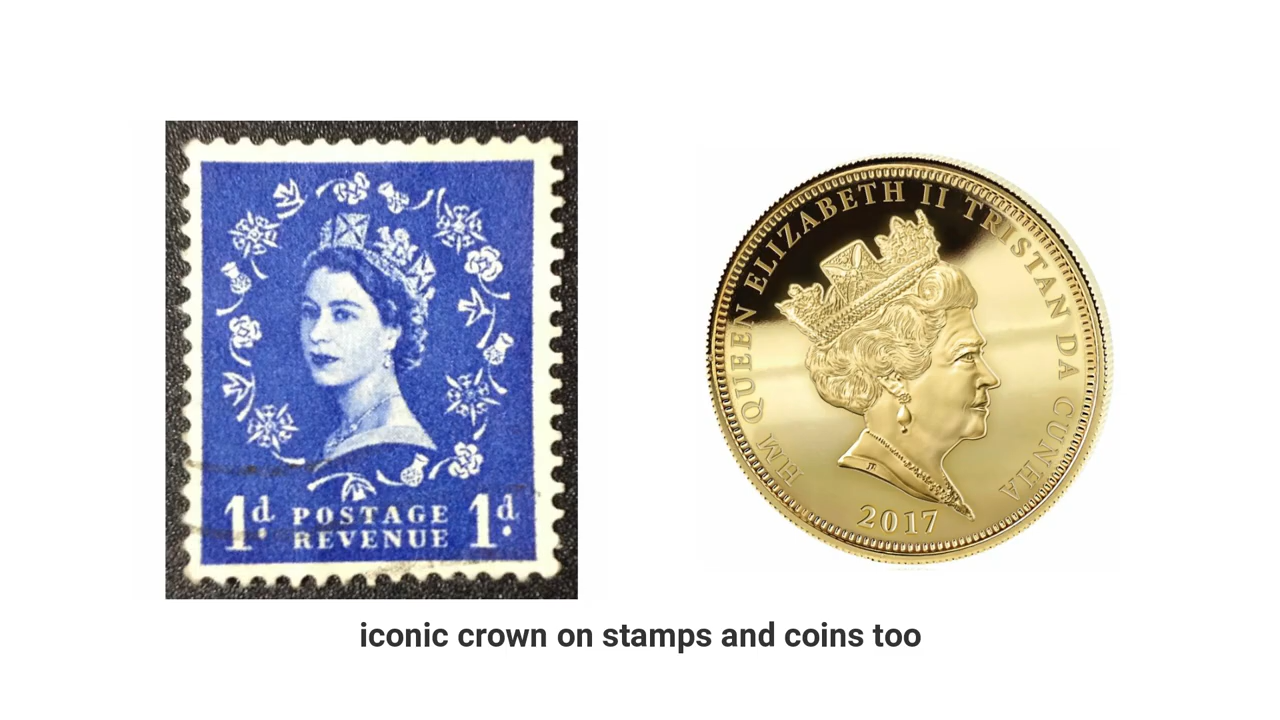 1d. POSTAGE 1d.
REVENUE
HM QUEEN ELIZABETH II TRISTAN DA CUNHA
2017
iconic crown on stamps and coins too